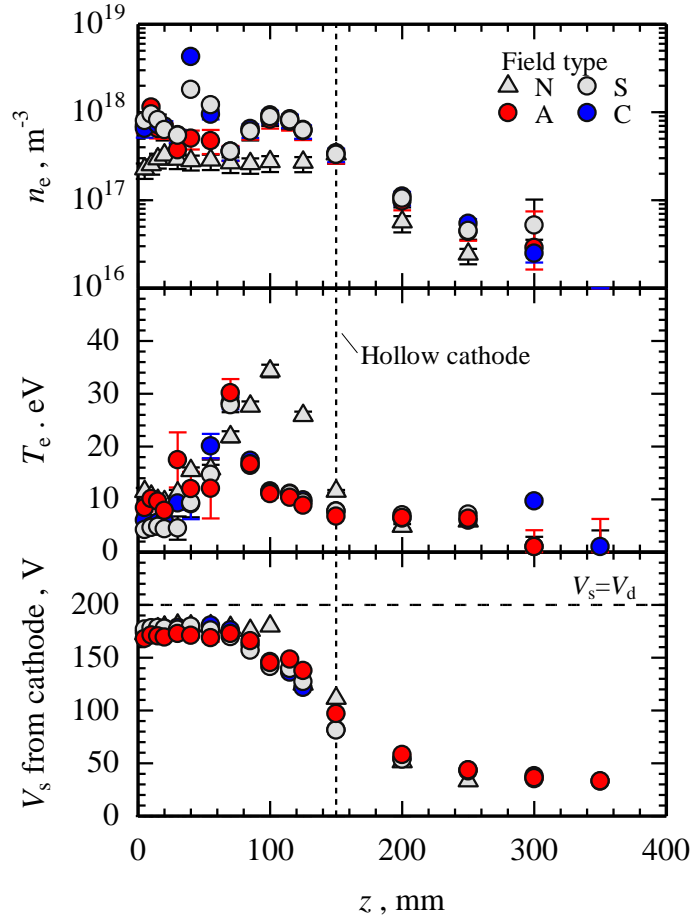 10^19
10^18
10^17
10^16
n_e , m^-3
Field type
N S
A C
40
30
20
10
0
T_e . eV
Hollow cathode
200
150
100
50
0
V_s from cathode , V
V_s=V_d
0 100 200 300 400
z , mm